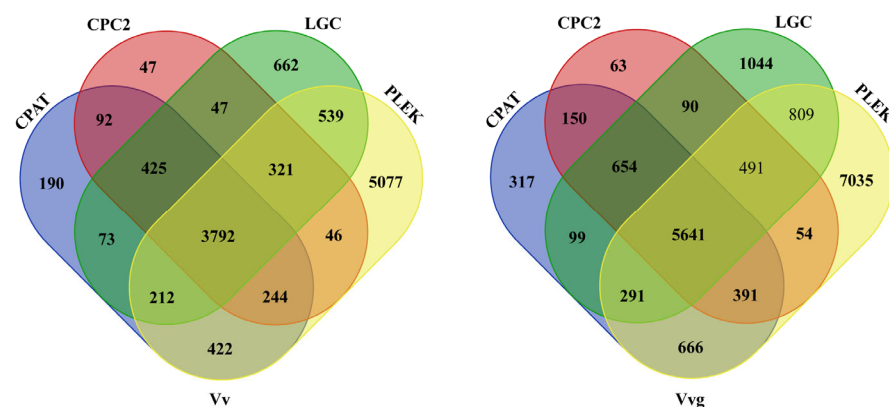 CPC2 LGC
47 662
CPAT PLEK
92 47 539
190 425 321 5077
73 3792 46
212 244
422
Vv
CPC2 LGC
63 1044
CPAT PLEK
150 90 809
317 654 491 7035
99 5641 54
291 391
666
Vvg